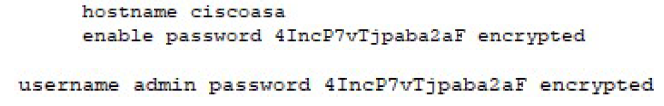 hostname ciscoasa
enable password 4IncP7vTjpaba2aF encrypted
username admin password 4IncP7vTjpaba2aF encrypted